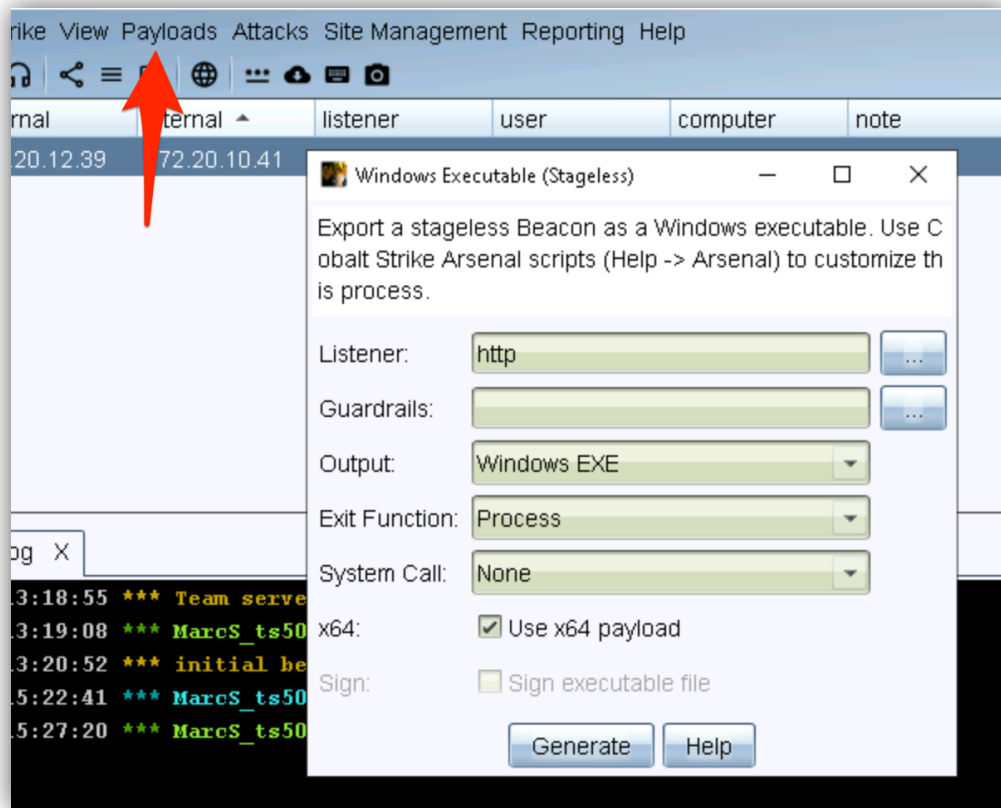 rike View Payloads Attacks Site Management Reporting Help
rnal ternal listener user computer note
.20.12.39 72.20.10.41
Windows Executable (Stageless)
Export a stageless Beacon as a Windows executable. Use C
obalt Strike Arsenal scripts (Help -> Arsenal) to customize th
is process.
Listener: http ...
Guardrails: ...
Output: Windows EXE
Exit Function: Process
System Call: None
x64: Use x64 payload
Sign: Sign executable file
Generate Help
og X
3:18:55 *** Team serve
3:19:08 *** MarcS_ts50
3:20:52 *** initial be
5:22:41 *** MarcS_ts50
5:27:20 *** MarcS_ts50